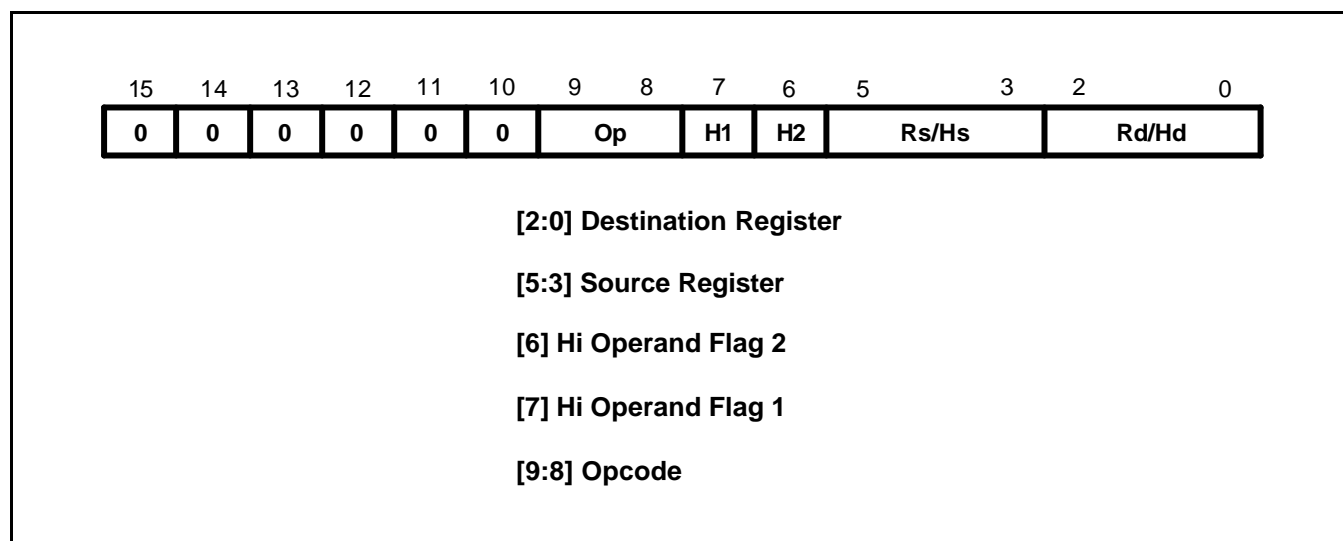 15 14 13 12 11 10 9 8 7 6 5 3 2 0
0 0 0 0 0 0 Op H1 H2 Rs/Hs Rd/Hd
[2:0] Destination Register
[5:3] Source Register
[6] Hi Operand Flag 2
[7] Hi Operand Flag 1
[9:8] Opcode